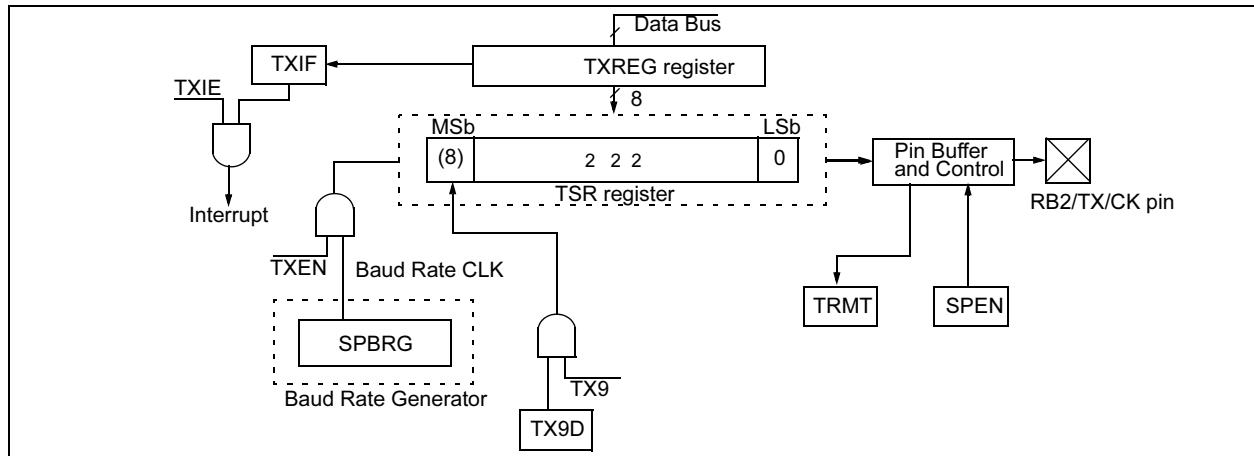 Data Bus
TXIF
TXREG register
TXIE
8
MSb
LSb
(8)
2 2 2
0
Pin Buffer
and Control
TSR register
Interrupt
RB2/TX/CK pin
TXEN
Baud Rate CLK
TRMT
SPEN
SPBRG
TX9
Baud Rate Generator
TX9D